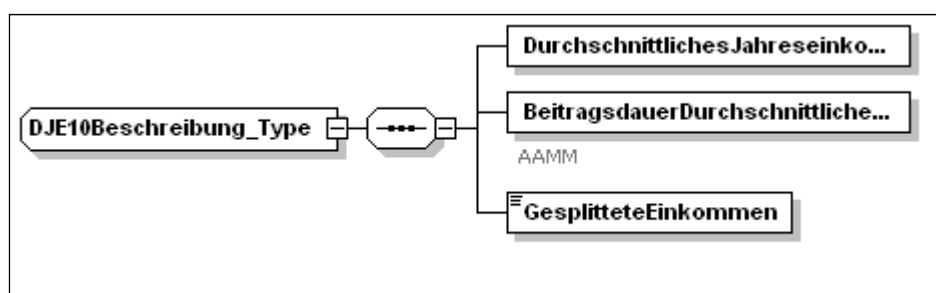 DurchschnittlichesJahreseinko...
DJE10Beschreibung_Type
BeitragsdauerDurchschnittliche...
AAMM
GesplitteteEinkommen